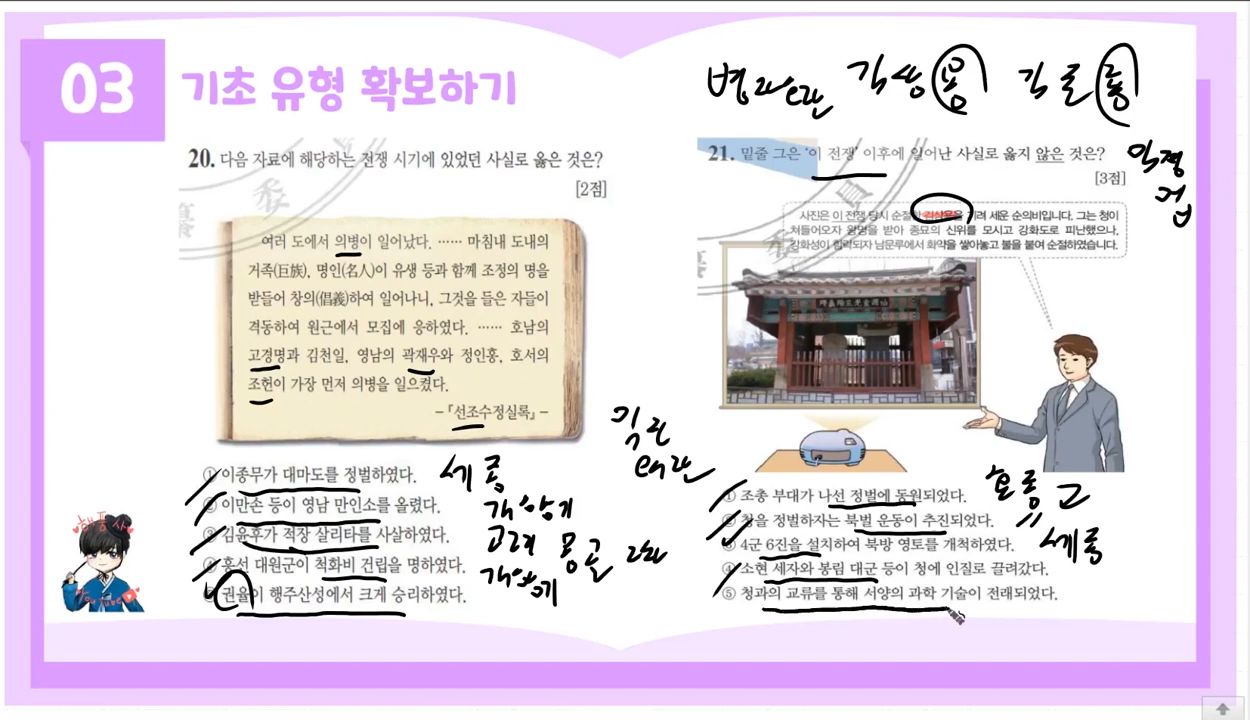 03 기초 유형 확보하기
병자호란 김상용 김준룡
20. 다음 자료에 해당하는 전쟁 시기에 있었던 사실로 옳은 것은?
[2점]
여러 도에서 의병이 일어났다. …… 마침내 도내의
거족(巨族), 명인(名人)이 유생 등과 함께 조정의 명을
받들어 창의(倡義)하여 일어나니, 그것을 들은 자들이
격동하여 원근에서 모집에 응하였다. …… 호남의
고경명과 김천일, 영남의 곽재우와 정인홍, 호서의
조헌이 가장 먼저 의병을 일으켰다.
-『선조수정실록』-
임진
왜란
① 이종무가 대마도를 정벌하였다.
세종
② 이만손 등이 영남 만인소를 올렸다.
개항기
③ 김윤후가 적장 살리타를 사살하였다.
고려 몽골
④ 흥선 대원군이 척화비 건립을 명하였다.
⑤ 권율이 행주산성에서 크게 승리하였다.
해품사
YouTube
21. 밑줄 그은 '이 전쟁' 이후에 일어난 사실로 옳지 않은 것은?
[3점]
사진은 이 전쟁 당시 순절한 김상용을 기려 세운 순의비입니다. 그는 청이
쳐들어오자 왕명을 받아 종묘의 신위를 모시고 강화도로 피난했으나,
강화성이 함락되자 남문루에서 화약을 쌓아놓고 불을 붙여 순절하였습니다.
① 조총 부대가 나선 정벌에 동원되었다.
효종
② 청을 정벌하자는 북벌 운동이 추진되었다.
③ 4군 6진을 설치하여 북방 영토를 개척하였다.
세종
④ 소현 세자와 봉림 대군 등이 청에 인질로 끌려갔다.
⑤ 청과의 교류를 통해 서양의 과학 기술이 전래되었다.